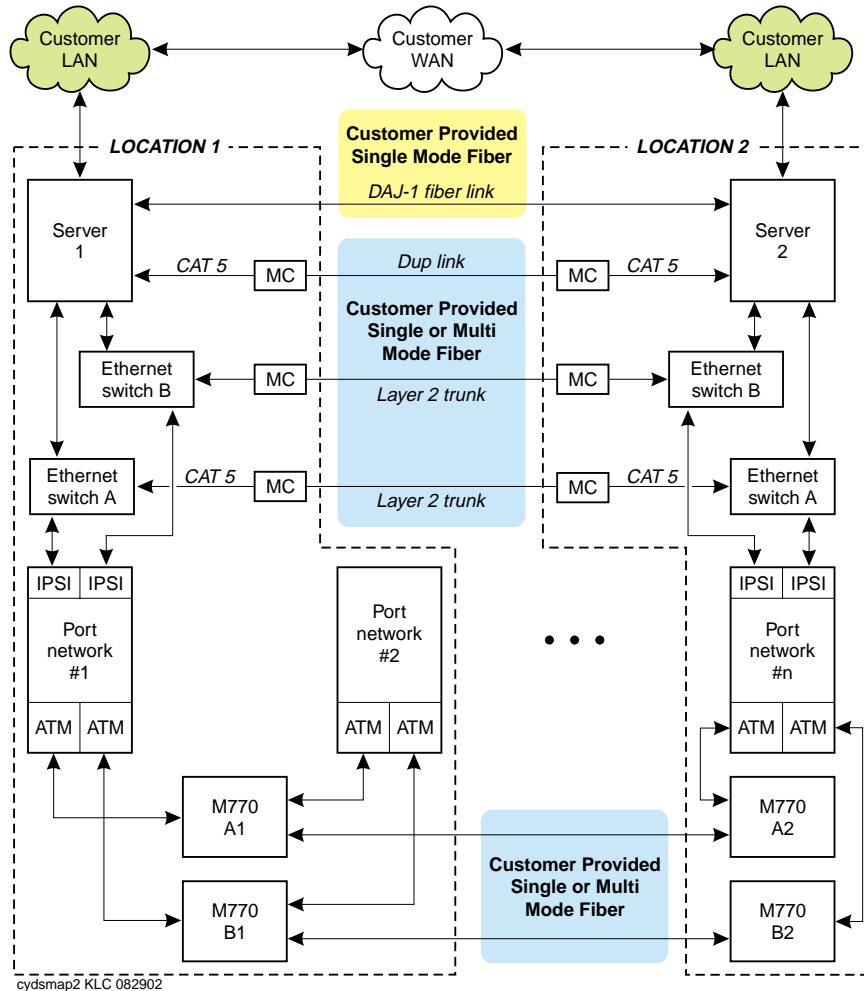 Customer
LAN
Customer
WAN
Customer
LAN
LOCATION 1
Customer Provided
Single Mode Fiber
LOCATION 2
DAJ-1 fiber link
Server
1
Server
2
CAT 5
MC
Dup link
MC
CAT 5
Customer Provided
Single or Multi
Mode Fiber
Ethernet
switch B
MC
MC
Ethernet
switch B
Layer 2 trunk
Ethernet
switch A
CAT 5
MC
MC
CAT 5
Ethernet
switch A
Layer 2 trunk
IPSI IPSI
Port
network
#1
ATM ATM
Port
network
#2
ATM ATM
IPSI IPSI
Port
network
#n
ATM ATM
M770
A1
M770
A2
Customer Provided
Single or Multi
Mode Fiber
M770
B1
M770
B2
cydsmap2 KLC 082902